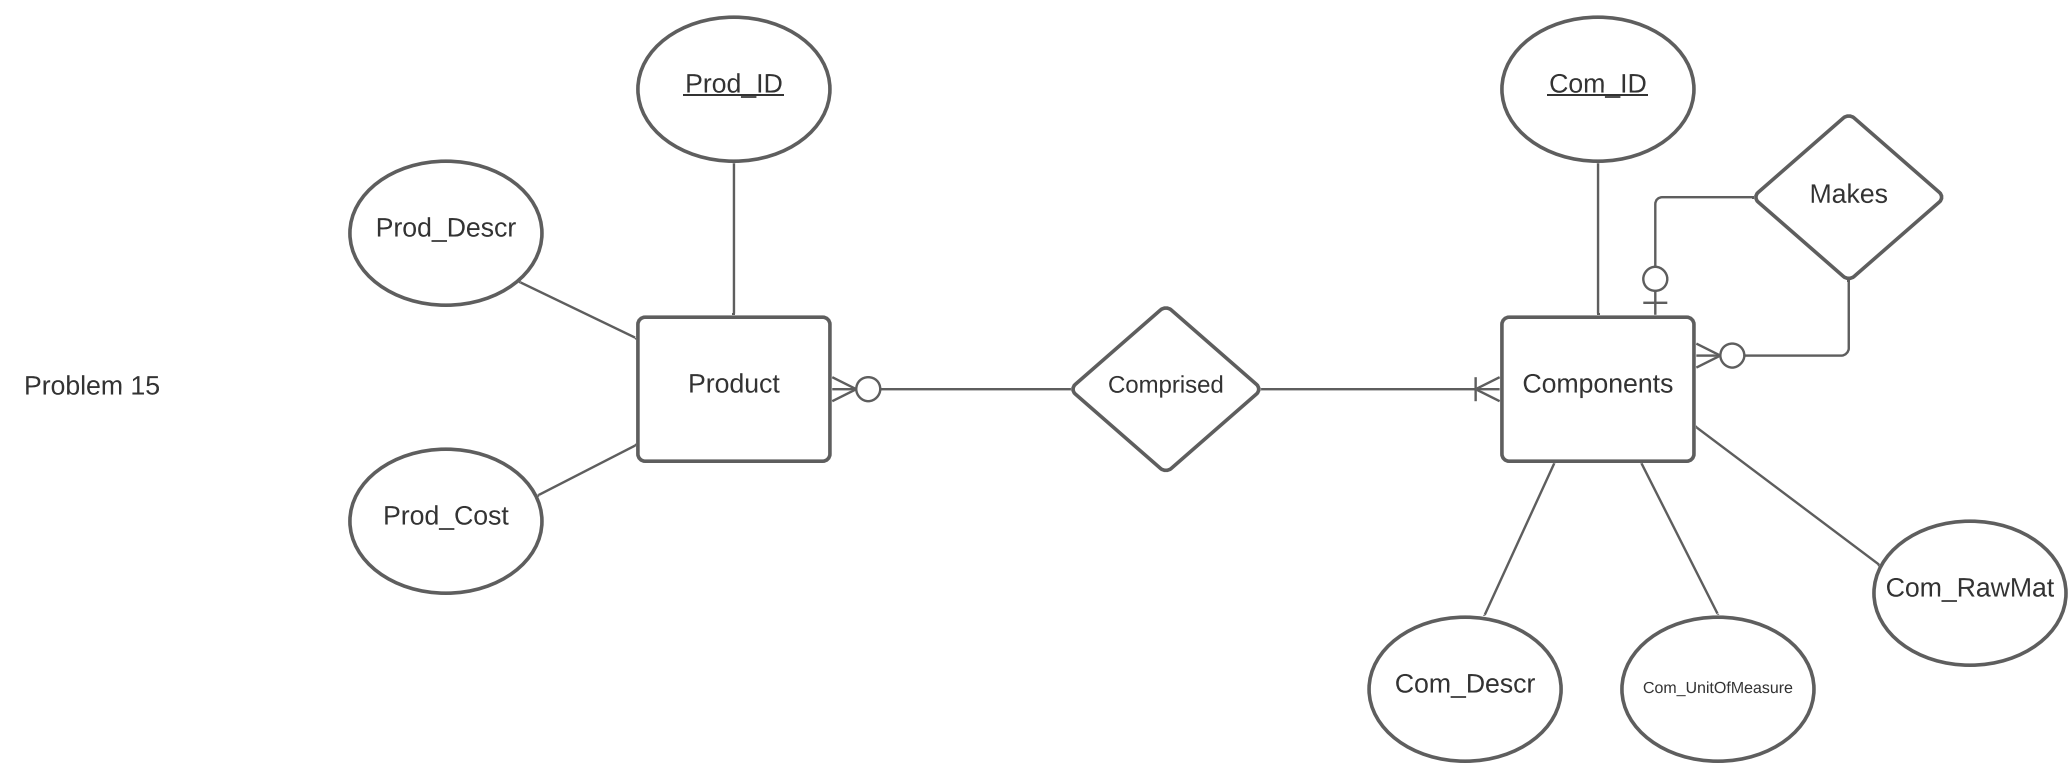 Prod_ID
Com_ID
Makes
Prod_Descr
Problem 15
Product
Comprised
Components
Prod_Cost
Com_RawMat
Com_Descr
Com_UnitOfMeasure